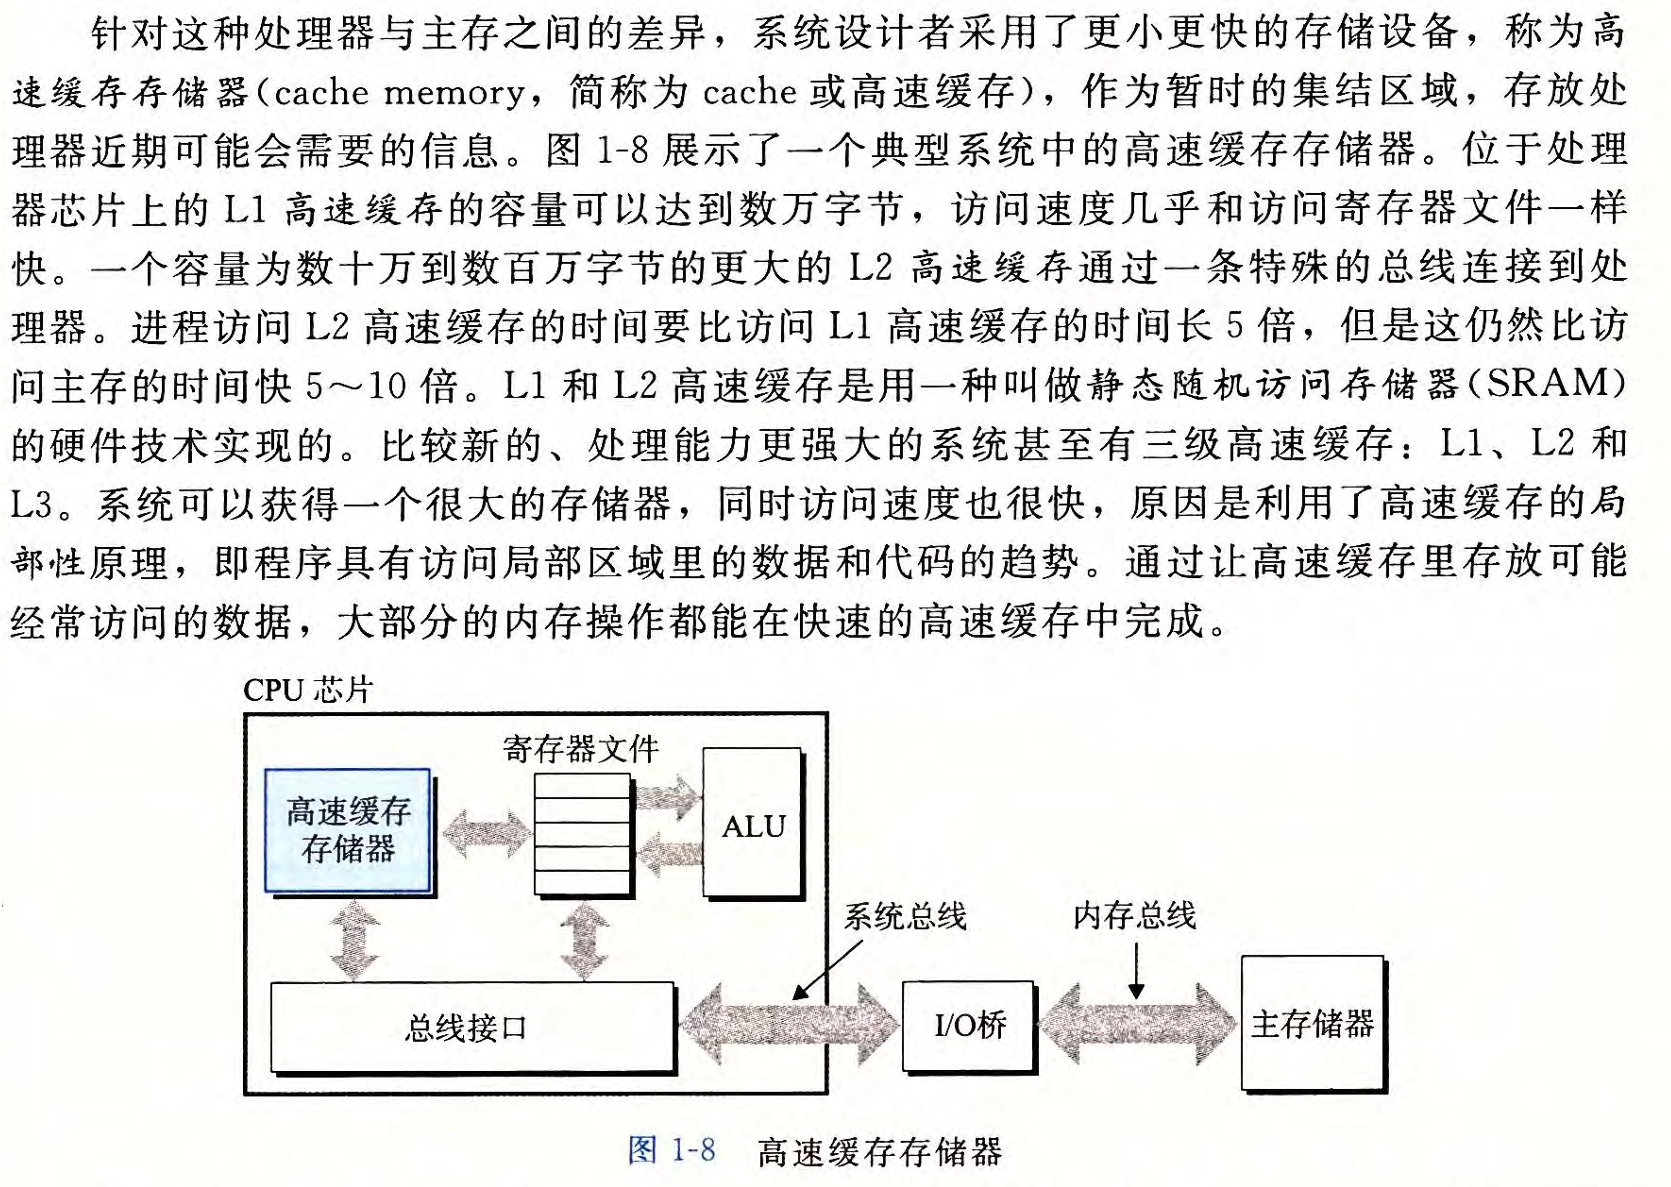 针对这种处理器与主存之间的差异，系统设计者采用了更小更快的存储设备，称为高
速缓存存储器(cache memory，简称为 cache 或高速缓存)，作为暂时的集结区域，存放处
理器近期可能会需要的信息。图 1-8 展示了一个典型系统中的高速缓存存储器。位于处理
器芯片上的 L1 高速缓存的容量可以达到数万字节，访问速度几乎和访问寄存器文件一样
快。一个容量为数十万到数百万字节的更大的 L2 高速缓存通过一条特殊的总线连接到处
理器。进程访问 L2 高速缓存的时间要比访问 L1 高速缓存的时间长 5 倍，但是这仍然比访
问主存的时间快 5～10 倍。L1 和 L2 高速缓存是用一种叫做静态随机访问存储器(SRAM)
的硬件技术实现的。比较新的、处理能力更强大的系统甚至有三级高速缓存：L1、L2 和
L3。系统可以获得一个很大的存储器，同时访问速度也很快，原因是利用了高速缓存的局
部性原理，即程序具有访问局部区域里的数据和代码的趋势。通过让高速缓存里存放可能
经常访问的数据，大部分的内存操作都能在快速的高速缓存中完成。
CPU 芯片
寄存器文件
高速缓存
存储器
ALU
系统总线
内存总线
总线接口
I/O桥
主存储器
图 1-8 高速缓存存储器